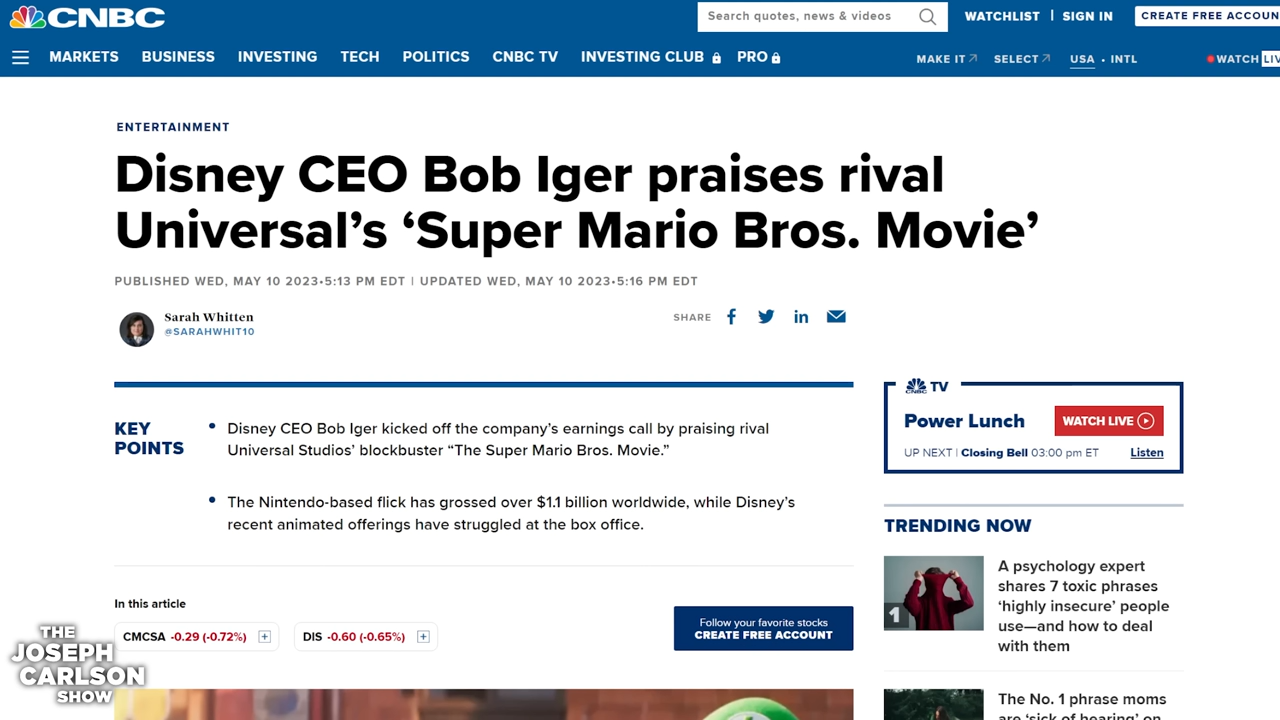 CNBC
Search quotes, news & videos
WATCHLIST | SIGN IN
CREATE FREE ACCOUN
MARKETS BUSINESS INVESTING TECH POLITICS CNBC TV INVESTING CLUB PRO
MAKE IT SELECT USA • INTL WATCH LIV
ENTERTAINMENT
Disney CEO Bob Iger praises rival
Universal’s ‘Super Mario Bros. Movie’
PUBLISHED WED, MAY 10 2023•5:13 PM EDT | UPDATED WED, MAY 10 2023•5:16 PM EDT
Sarah Whitten
@SARAHWHIT10
SHARE
KEY
POINTS
Disney CEO Bob Iger kicked off the company’s earnings call by praising rival
Universal Studios’ blockbuster “The Super Mario Bros. Movie.”
The Nintendo-based flick has grossed over $1.1 billion worldwide, while Disney’s
recent animated offerings have struggled at the box office.
In this article
CMCSA -0.29 (-0.72%)
DIS -0.60 (-0.65%)
Follow your favorite stocks
CREATE FREE ACCOUNT
CNBC TV
Power Lunch
WATCH LIVE
UP NEXT | Closing Bell 03:00 pm ET
Listen
TRENDING NOW
1
A psychology expert
shares 7 toxic phrases
‘highly insecure’ people
use—and how to deal
with them
The No. 1 phrase moms
are ‘sick of hearing’ on
THE
JOSEPH
CARLSON
SHOW